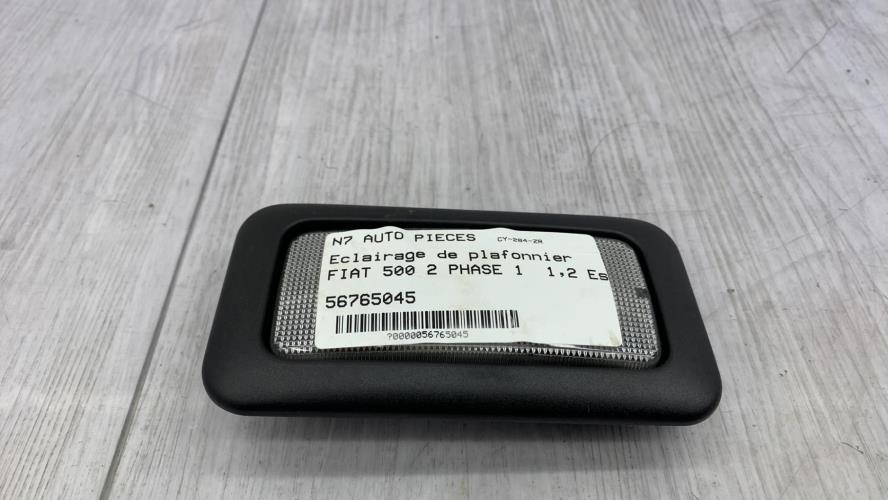 N7 AUTO PIECES CY-284-ZR
Eclairage de plafonnier
FIAT 500 2 PHASE 1 1,2 Es
56765045
?0000056765045